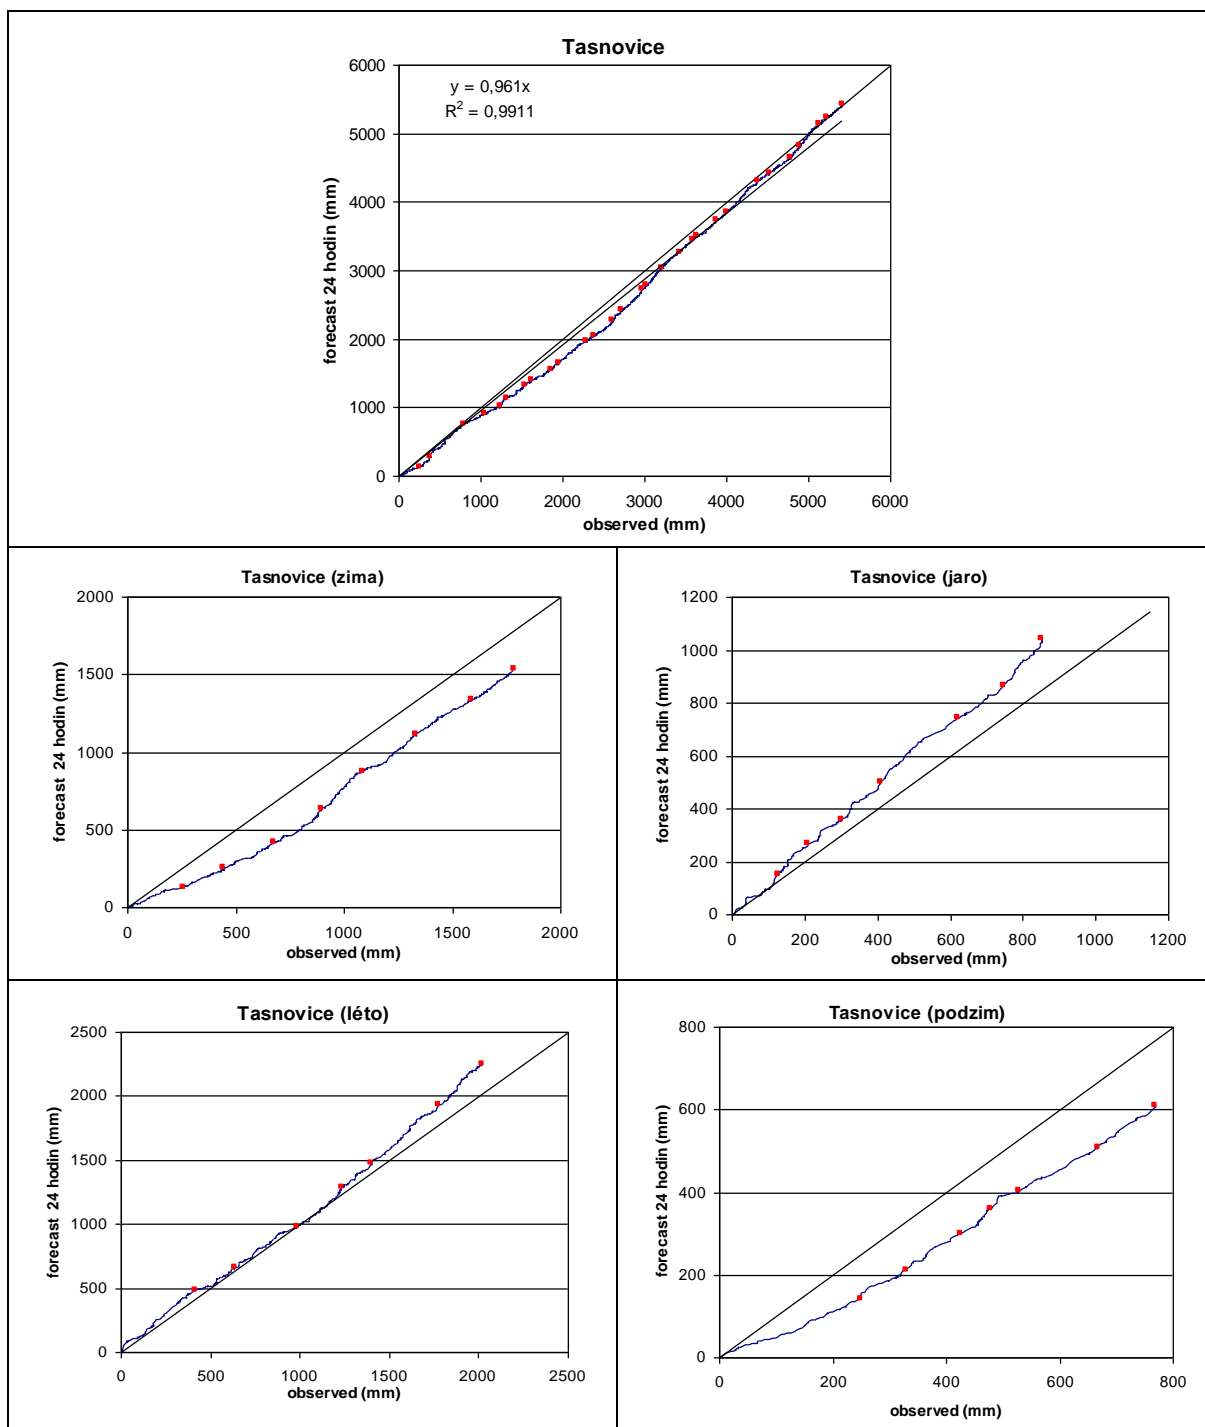 Tasnovice
y = 0,961x
R² = 0,9911
6000
5000
4000
3000
2000
1000
0
forecast 24 hodin (mm)
0 1000 2000 3000 4000 5000 6000
observed (mm)
Tasnovice (zima)
2000
1500
1000
500
0
forecast 24 hodin (mm)
0 500 1000 1500 2000
observed (mm)
Tasnovice (jaro)
1200
1000
800
600
400
200
0
forecast 24 hodin (mm)
0 200 400 600 800 1000 1200
observed (mm)
Tasnovice (léto)
2500
2000
1500
1000
500
0
forecast 24 hodin (mm)
0 500 1000 1500 2000 2500
observed (mm)
Tasnovice (podzim)
800
600
400
200
0
forecast 24 hodin (mm)
0 200 400 600 800
observed (mm)